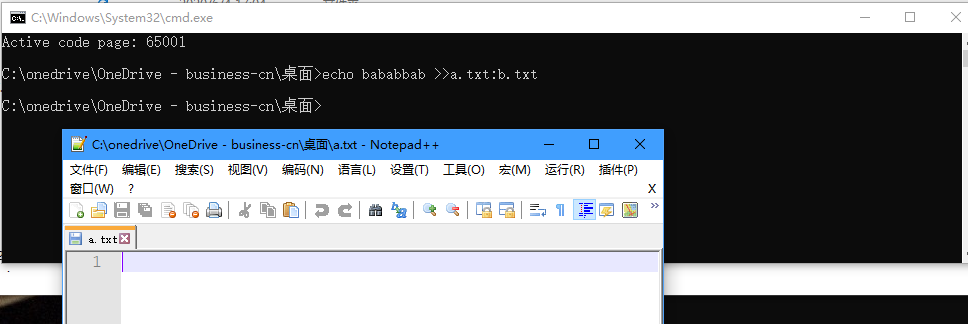 C:\Windows\System32\cmd.exe
Active code page: 65001
C:\onedrive\OneDrive - business-cn\桌面>echo bababbab >>a.txt:b.txt
C:\onedrive\OneDrive - business-cn\桌面>
C:\onedrive\OneDrive - business-cn\桌面\a.txt - Notepad++
文件(F) 编辑(E) 搜索(S) 视图(V) 编码(N) 语言(L) 设置(T) 工具(O) 宏(M) 运行(R) 插件(P)
窗口(W) ? X
a.txt
1